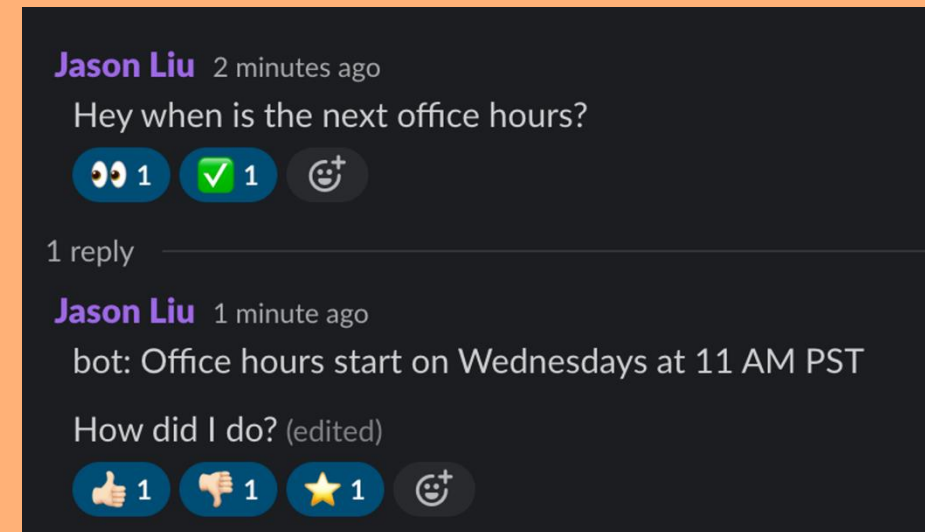 Jason Liu 2 minutes ago
Hey when is the next office hours?
👀 1 ✅ 1
1 reply
Jason Liu 1 minute ago
bot: Office hours start on Wednesdays at 11 AM PST
How did I do? (edited)
👍🏻 1 👎🏻 1 ⭐ 1